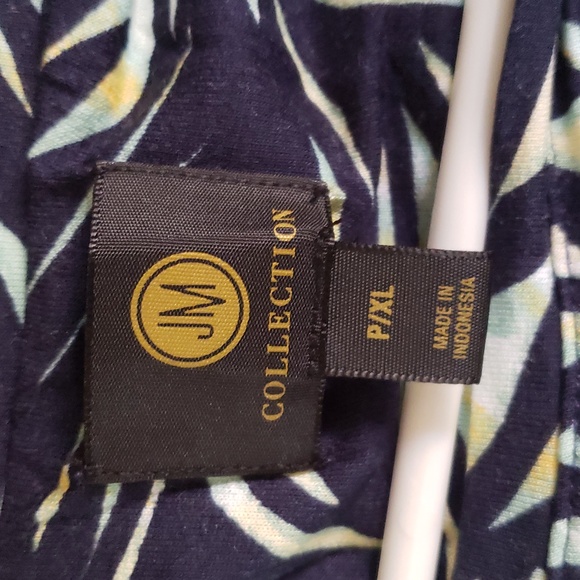 JM
COLLECTION
P/XL
MADE IN
INDONESIA